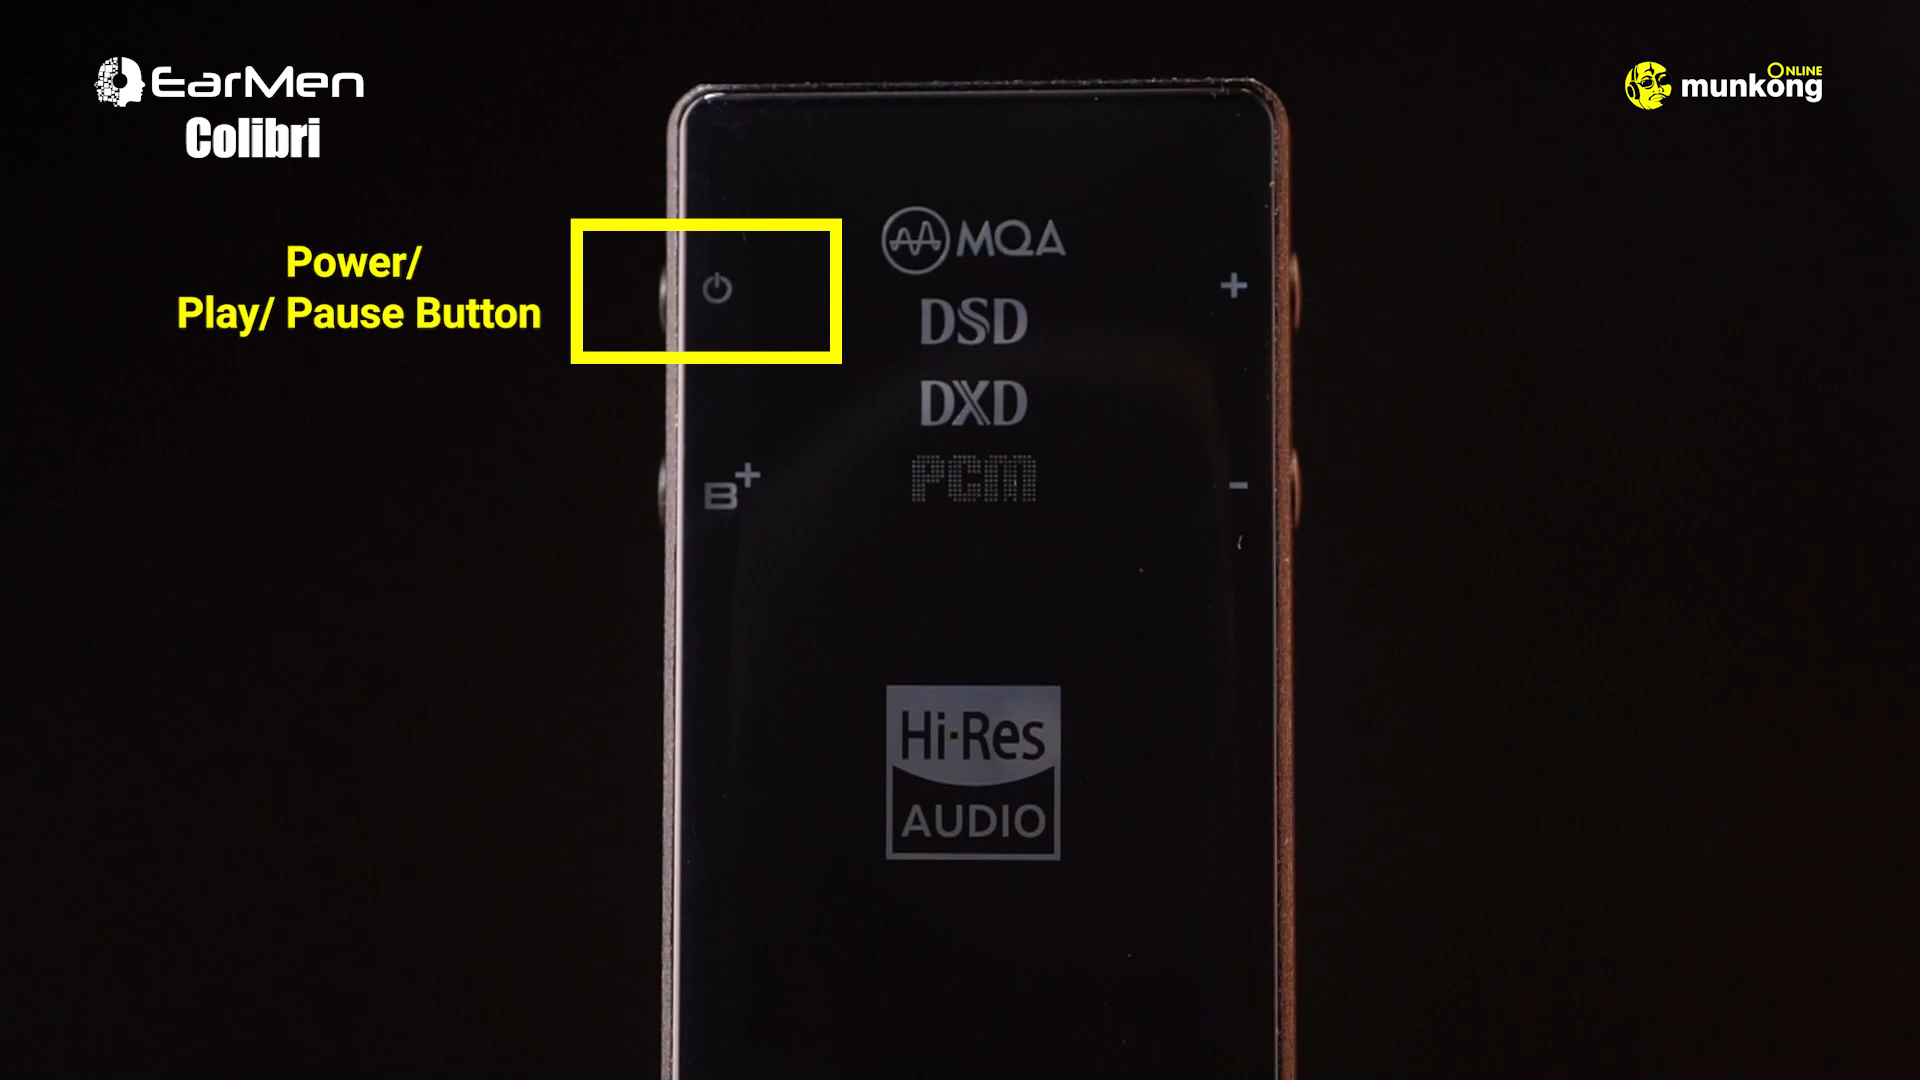 EarMen
Colibri
ONLINE
munkong
Power/
Play/ Pause Button
MQA
DSD
DXD
PCM
B+
+
-
Hi-Res
AUDIO